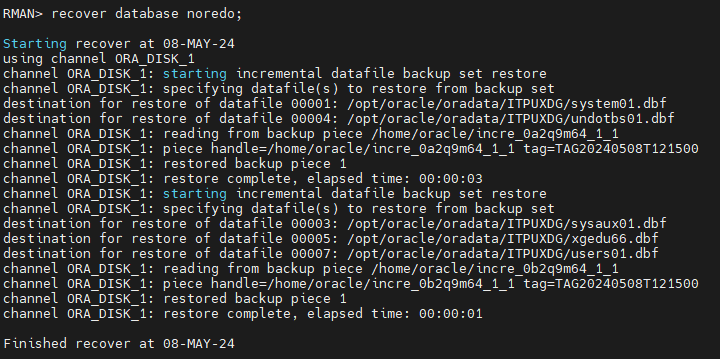 RMAN> recover database noredo;
Starting recover at 08-MAY-24
using channel ORA_DISK_1
channel ORA_DISK_1: starting incremental datafile backup set restore
channel ORA_DISK_1: specifying datafile(s) to restore from backup set
destination for restore of datafile 00001: /opt/oracle/oradata/ITPUXDG/system01.dbf
destination for restore of datafile 00004: /opt/oracle/oradata/ITPUXDG/undotbs01.dbf
channel ORA_DISK_1: reading from backup piece /home/oracle/incre_0a2q9m64_1_1
channel ORA_DISK_1: piece handle=/home/oracle/incre_0a2q9m64_1_1 tag=TAG20240508T121500
channel ORA_DISK_1: restored backup piece 1
channel ORA_DISK_1: restore complete, elapsed time: 00:00:03
channel ORA_DISK_1: starting incremental datafile backup set restore
channel ORA_DISK_1: specifying datafile(s) to restore from backup set
destination for restore of datafile 00003: /opt/oracle/oradata/ITPUXDG/sysaux01.dbf
destination for restore of datafile 00005: /opt/oracle/oradata/ITPUXDG/xgedu66.dbf
destination for restore of datafile 00007: /opt/oracle/oradata/ITPUXDG/users01.dbf
channel ORA_DISK_1: reading from backup piece /home/oracle/incre_0b2q9m64_1_1
channel ORA_DISK_1: piece handle=/home/oracle/incre_0b2q9m64_1_1 tag=TAG20240508T121500
channel ORA_DISK_1: restored backup piece 1
channel ORA_DISK_1: restore complete, elapsed time: 00:00:01
Finished recover at 08-MAY-24